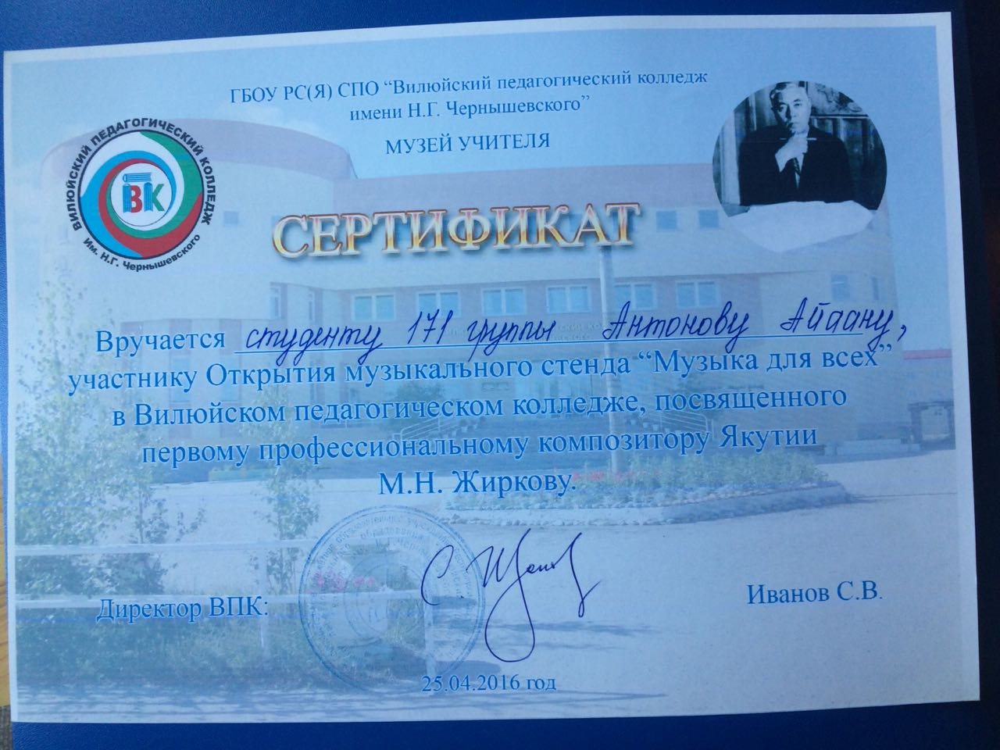 ГБОУ РС(Я) СПО “Вилюйский педагогический колледж
имени Н.Г. Чернышевского”
МУЗЕЙ УЧИТЕЛЯ
ВИЛЮЙСКИЙ ПЕДАГОГИЧЕСКИЙ КОЛЛЕДЖ
ВК
Им. Н.Г. Чернышевского
СЕРТИФИКАТ
Вручается студенту 171 группы Антонову Айаану,
участнику Открытия музыкального стенда “Музыка для всех”
в Вилюйском педагогическом колледже, посвященного
первому профессиональному композитору Якутии
М.Н. Жиркову.
Директор ВПК:
Иванов С.В.
25.04.2016 год